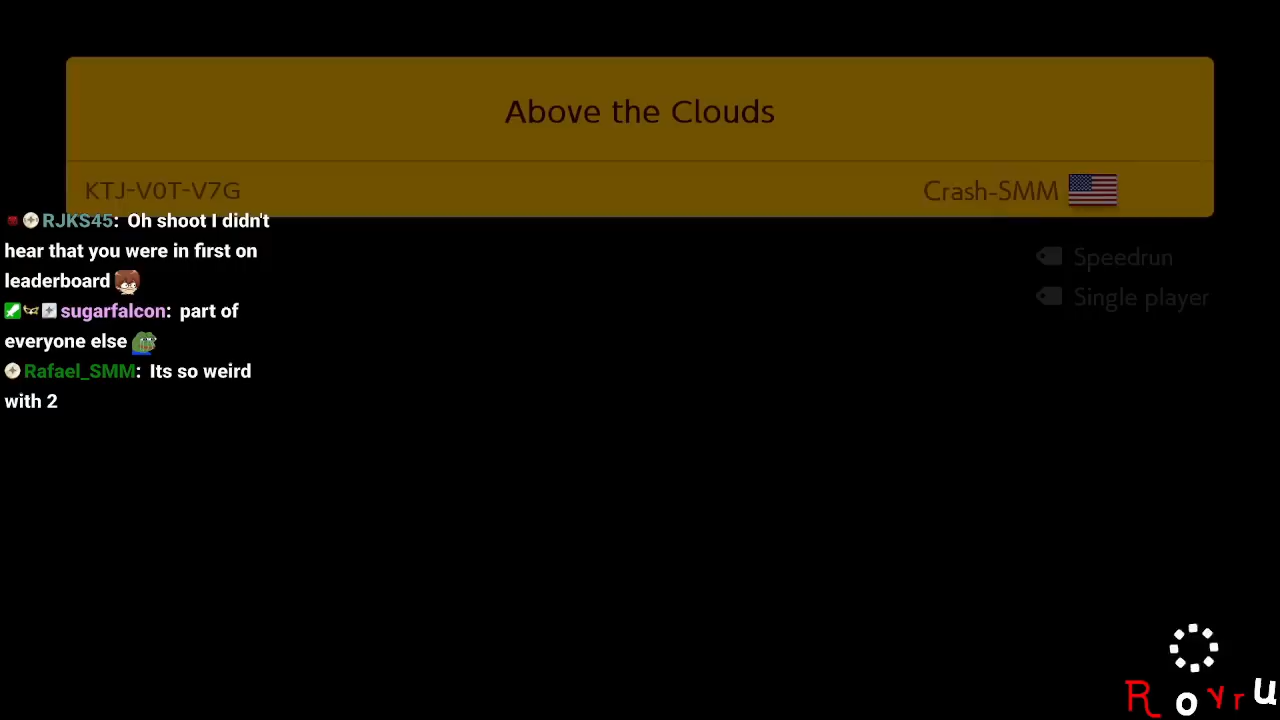 Above the Clouds
KTJ-V0T-V7G
Crash-SMM
RJKS45: Oh shoot I didn't
hear that you were in first on
leaderboard
Speedrun
Single player
sugarfalcon: part of
everyone else
Rafael_SMM: Its so weird
with 2
Royru